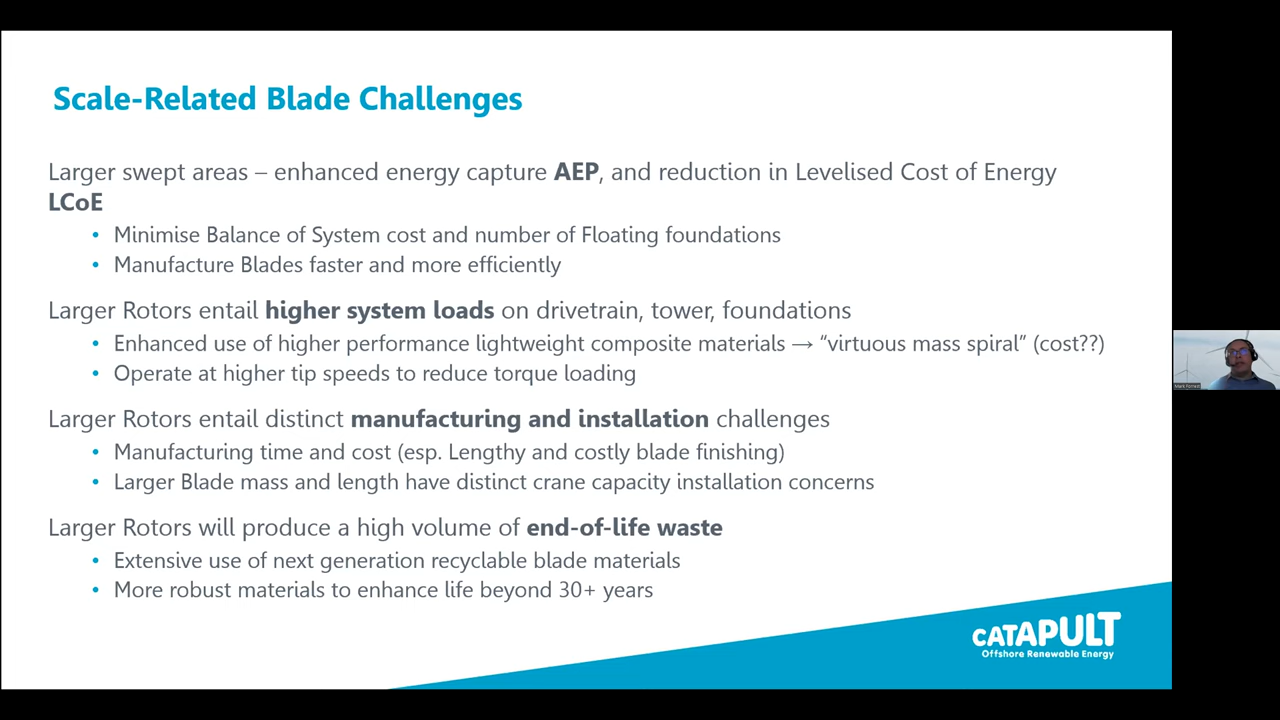 Scale-Related Blade Challenges
Larger swept areas – enhanced energy capture AEP, and reduction in Levelised Cost of Energy
LCoE
• Minimise Balance of System cost and number of Floating foundations
• Manufacture Blades faster and more efficiently
Larger Rotors entail higher system loads on drivetrain, tower, foundations
• Enhanced use of higher performance lightweight composite materials → “virtuous mass spiral” (cost??)
• Operate at higher tip speeds to reduce torque loading
Larger Rotors entail distinct manufacturing and installation challenges
• Manufacturing time and cost (esp. Lengthy and costly blade finishing)
• Larger Blade mass and length have distinct crane capacity installation concerns
Larger Rotors will produce a high volume of end-of-life waste
• Extensive use of next generation recyclable blade materials
• More robust materials to enhance life beyond 30+ years
CATAPULT
Offshore Renewable Energy
Mark Forrest